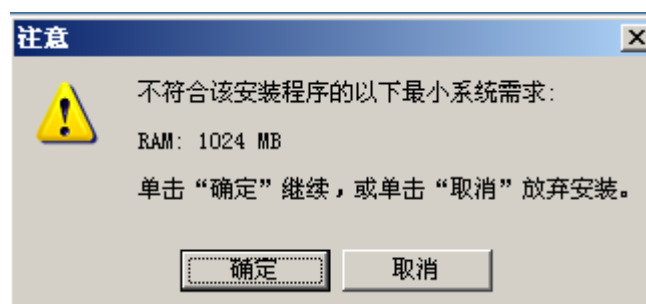 注意
不符合该安装程序的以下最小系统需求:
RAM: 1024 MB
单击“确定”继续，或单击“取消”放弃安装。
确定
取消